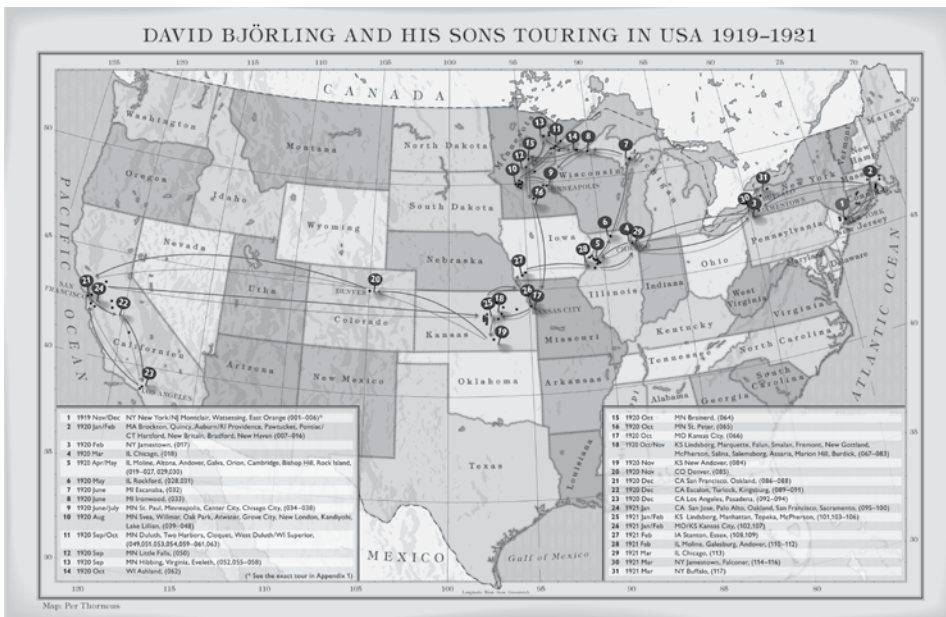 DAVID BJÖRLING AND HIS SONS TOURING IN USA 1919–1921
125 120 115 110 105 100 95 90 85 80 75 70
CANADA
Washington
Montana
North Dakota
Minnesota
Wisconsin
Michigan
Maine
Vermont
New York
Oregon
Idaho
South Dakota
MINNEAPOLIS
Wyoming
Iowa
Nebraska
Nevada
Utha
DENVER
Colorado
Kansas
KANSAS CITY
Missouri
Illinois
Indiana
Ohio
Pennsylvania
Jersey
Maryland
Delaware
West Virginia
Virginia
Kentucky
Tennessee
North Carolina
South Carolina
SAN FRANCISCO
Californien
LOS ANGELES
Arizona
New Mexico
Oklahoma
Arkansas
Alabama
Georgia
Texas
Louisiana
MEXICO
Gulf of Mexico
PACIFIC OCEAN
ATLANTIC OCEAN
1 1919 Nov/Dec NY New York/NJ Montclair, Watsessing, East Orange (001–006)*
2 1920 Jan/Feb MA Brockton, Quincy, Auburn/RI Providence, Pawtucket, Pontiac/
CT Hartford, New Britain, Bradford, New Haven (007–016)
3 1920 Feb NY Jamestown, (017)
4 1920 Mar IL Chicago, (018)
5 1920 Apr/May IL Moline, Altona, Andover, Galva, Orion, Cambridge, Bishop Hill, Rock Island,
(019–027, 029,030)
6 1920 May IL Rockford, (028,031)
7 1920 June MI Escanaba, (032)
8 1920 June MI Ironwood, (033)
9 1920 June/July MN St. Paul, Minneapolis, Center City, Chisago City, (034–038)
10 1920 Aug MN Svea, Willmar, Oak Park, Atwater, Grove City, New London, Kandiyohi,
Lake Lillian, (039–048)
11 1920 Sep/Oct MN Duluth, Two Harbors, Cloquet, West Duluth/WI Superior,
(049,051,053,054,059–061,063)
12 1920 Sep MN Little Falls, (050)
13 1920 Sep MN Hibbing, Virginia, Eveleth, (052,055–058)
14 1920 Oct WI Ashland, (062)
(* See the exact tour in Appendix 1)
15 1920 Oct MN Brainerd, (064)
16 1920 Oct MN St. Peter, (065)
17 1920 Oct MO Kansas City, (066)
18 1920 Oct/Nov KS Lindsborg, Marquette, Falun, Smolan, Fremont, New Gottland,
McPherson, Salina, Salemsborg, Assaria, Marion Hill, Burdick, (067–083)
19 1920 Nov KS New Andover, (084)
20 1920 Nov CO Denver, (085)
21 1920 Dec CA San Francisco, Oakland, (086–088)
22 1920 Dec CA Escalon, Turlock, Kingsburg, (089–091)
23 1920 Dec CA Los Angeles, Pasadena, (092–094)
24 1921 Jan CA San Jose, Palo Alto, Oakland, San Francisco, Sacramento, (095–100)
25 1921 Jan/Feb KS Lindsborg, Manhattan, Topeka, McPherson, (101,103–106)
26 1921 Jan/Feb MO/KS Kansas City, (102,107)
27 1921 Feb IA Stanton, Essex, (108,109)
28 1921 Feb IL Moline, Galesburg, Andover, (110–112)
29 1921 Mar IL Chicago, (113)
30 1921 Mar NY Jamestown, Falconer, (114–116)
31 1921 Mar NY Buffalo, (117)
Map: Per Thorneus